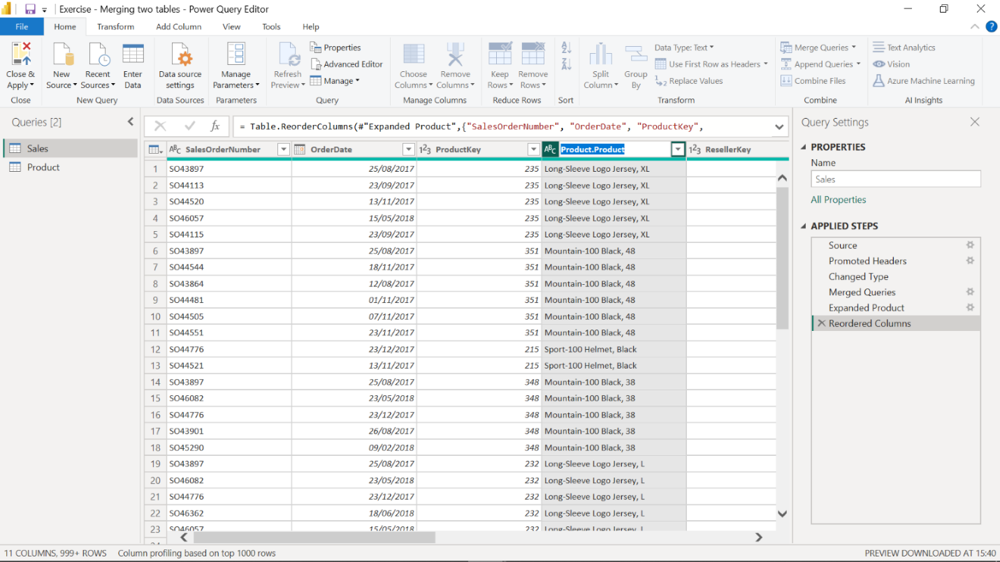 Exercise - Merging two tables - Power Query Editor
File Home Transform Add Column View Tools Help
Close & Apply
Close
New Source
Recent Sources
Enter Data
New Query
Data source settings
Data Sources
Manage Parameters
Parameters
Refresh Preview
Properties
Advanced Editor
Manage
Query
Choose Columns
Remove Columns
Manage Columns
Keep Rows
Remove Rows
Reduce Rows
Sort
Split Column
Group By
Data Type: Text
Use First Row as Headers
Replace Values
Transform
Merge Queries
Append Queries
Combine Files
Combine
Text Analytics
Vision
Azure Machine Learning
AI Insights
Queries [2]
Sales
Product
fx = Table.ReorderColumns(#"Expanded Product",{"SalesOrderNumber", "OrderDate", "ProductKey",
SalesOrderNumber OrderDate ProductKey Product.Product ResellerKey
1 SO43897 25/08/2017 235 Long-Sleeve Logo Jersey, XL
2 SO44113 23/09/2017 235 Long-Sleeve Logo Jersey, XL
3 SO44520 13/11/2017 235 Long-Sleeve Logo Jersey, XL
4 SO46057 15/05/2018 235 Long-Sleeve Logo Jersey, XL
5 SO44115 23/09/2017 235 Long-Sleeve Logo Jersey, XL
6 SO43897 25/08/2017 351 Mountain-100 Black, 48
7 SO44544 18/11/2017 351 Mountain-100 Black, 48
8 SO43864 12/08/2017 351 Mountain-100 Black, 48
9 SO44481 01/11/2017 351 Mountain-100 Black, 48
10 SO44505 07/11/2017 351 Mountain-100 Black, 48
11 SO44551 23/11/2017 351 Mountain-100 Black, 48
12 SO44776 23/12/2017 215 Sport-100 Helmet, Black
13 SO44521 13/11/2017 215 Sport-100 Helmet, Black
14 SO43897 25/08/2017 348 Mountain-100 Black, 38
15 SO46082 23/05/2018 348 Mountain-100 Black, 38
16 SO44776 23/12/2017 348 Mountain-100 Black, 38
17 SO43901 26/08/2017 348 Mountain-100 Black, 38
18 SO45290 09/02/2018 348 Mountain-100 Black, 38
19 SO43897 25/08/2017 232 Long-Sleeve Logo Jersey, L
20 SO46082 23/05/2018 232 Long-Sleeve Logo Jersey, L
21 SO44776 23/12/2017 232 Long-Sleeve Logo Jersey, L
22 SO46362 18/06/2018 232 Long-Sleeve Logo Jersey, L
23 SO46057 15/05/2018 232 Long-Sleeve Logo Jersey, L
Query Settings
PROPERTIES
Name
Sales
All Properties
APPLIED STEPS
Source
Promoted Headers
Changed Type
Merged Queries
Expanded Product
Reordered Columns
11 COLUMNS, 999+ ROWS Column profiling based on top 1000 rows
PREVIEW DOWNLOADED AT 15:40